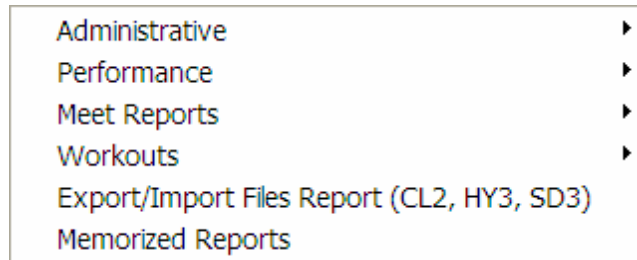 Administrative
Performance
Meet Reports
Workouts
Export/Import Files Report (CL2, HY3, SD3)
Memorized Reports